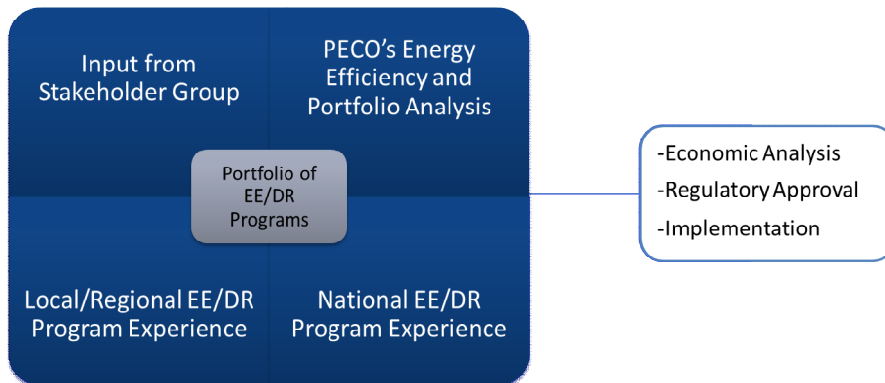 Input from
Stakeholder Group
PECO's Energy
Efficiency and
Portfolio Analysis
Portfolio of
EE/DR
Programs
Local/Regional EE/DR
Program Experience
National EE/DR
Program Experience
-Economic Analysis
-Regulatory Approval
-Implementation